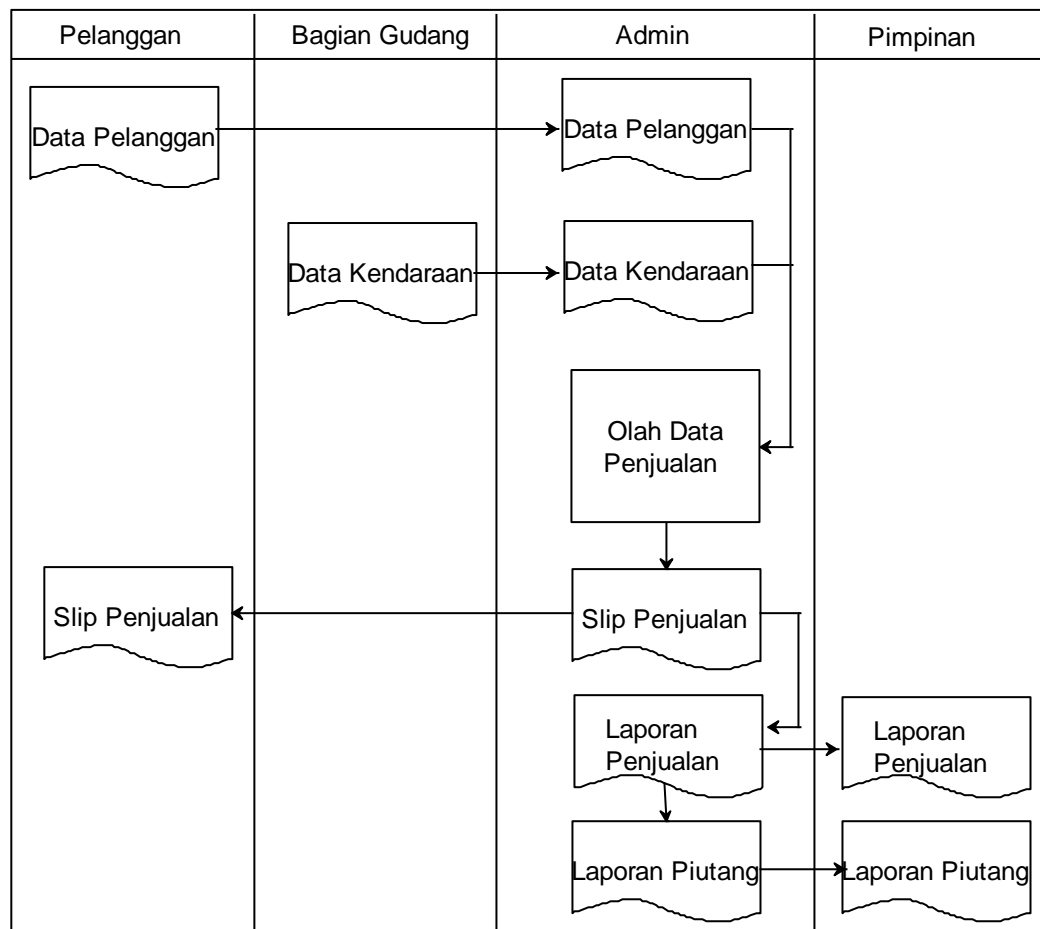 Pelanggan
Bagian Gudang
Admin
Pimpinan
Data Pelanggan
Data Pelanggan
Data Kendaraan
Data Kendaraan
Olah Data
Penjualan
Slip Penjualan
Slip Penjualan
Laporan
Penjualan
Laporan
Penjualan
Laporan Piutang
Laporan Piutang